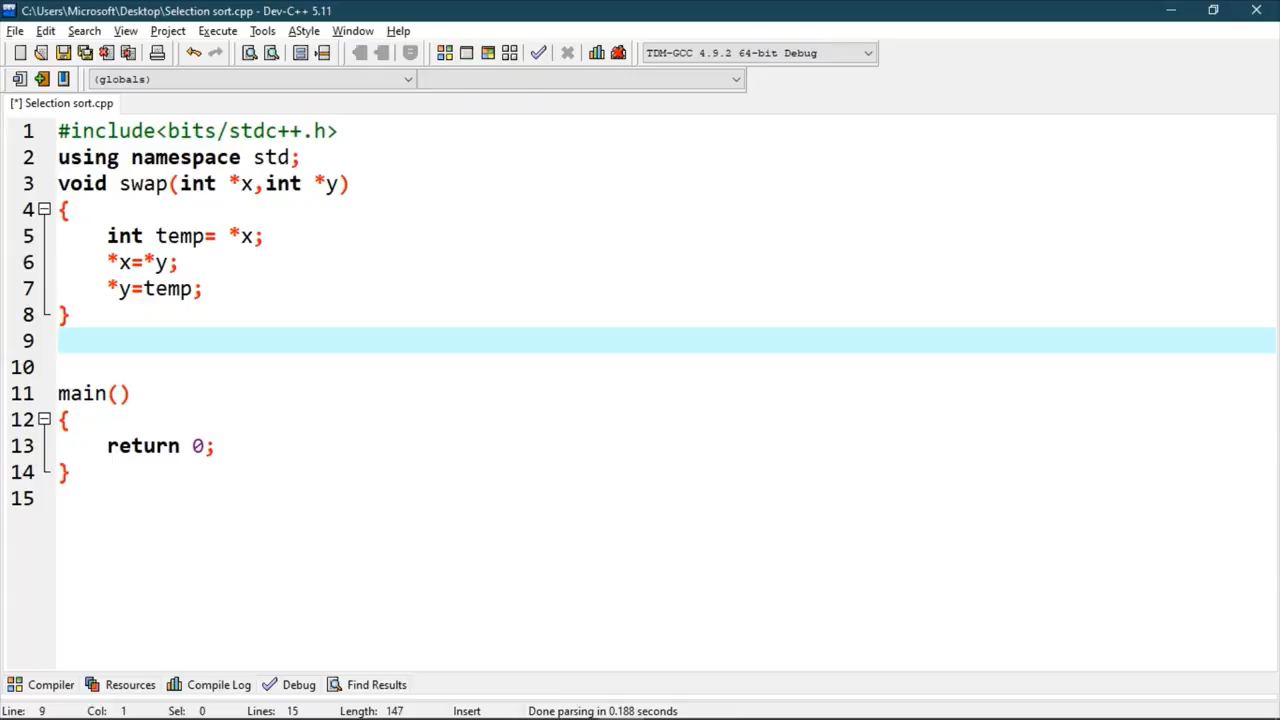 C:\Users\Microsoft\Desktop\Selection sort.cpp - Dev-C++ 5.11
File Edit Search View Project Execute Tools AStyle Window Help
TDM-GCC 4.9.2 64-bit Debug
(globals)
[*] Selection sort.cpp
1 #include<bits/stdc++.h>
2 using namespace std;
3 void swap(int *x,int *y)
4 {
5 int temp= *x;
6 *x=*y;
7 *y=temp;
8 }
9
10
11 main()
12 {
13 return 0;
14 }
15
Compiler Resources Compile Log Debug Find Results
Line: 9 Col: 1 Sel: 0 Lines: 15 Length: 147 Insert Done parsing in 0.188 seconds